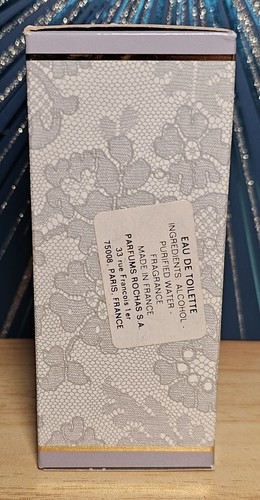 EAU DE TOILETTE
INGREDIENTS: ALCOHOL -
PURIFIED WATER -
FRAGRANCE
MADE IN FRANCE
PARFUMS ROCHAS S.A.
33 rue Francois 1er
75008, PARIS, FRANCE